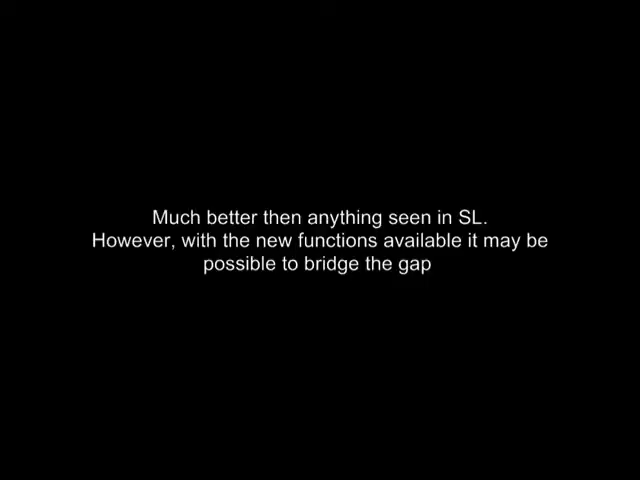 Much better then anything seen in SL.
However, with the new functions available it may be
possible to bridge the gap